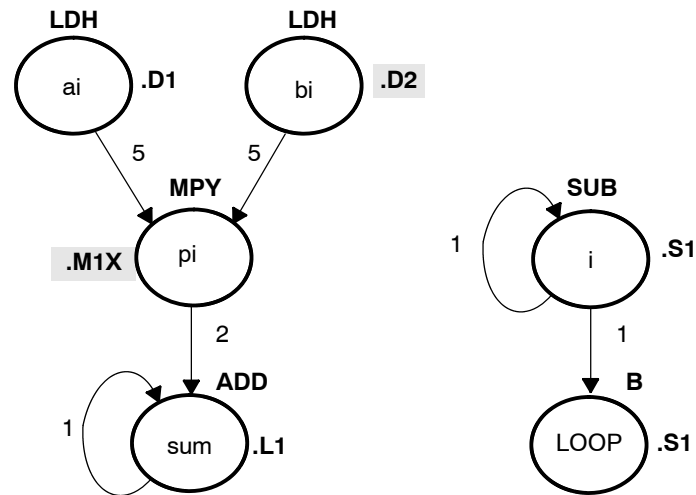 LDH
LDH
ai
.D1
bi
.D2
5
5
MPY
SUB
.M1X
pi
1
i
.S1
2
1
ADD
B
1
sum
.L1
LOOP
.S1